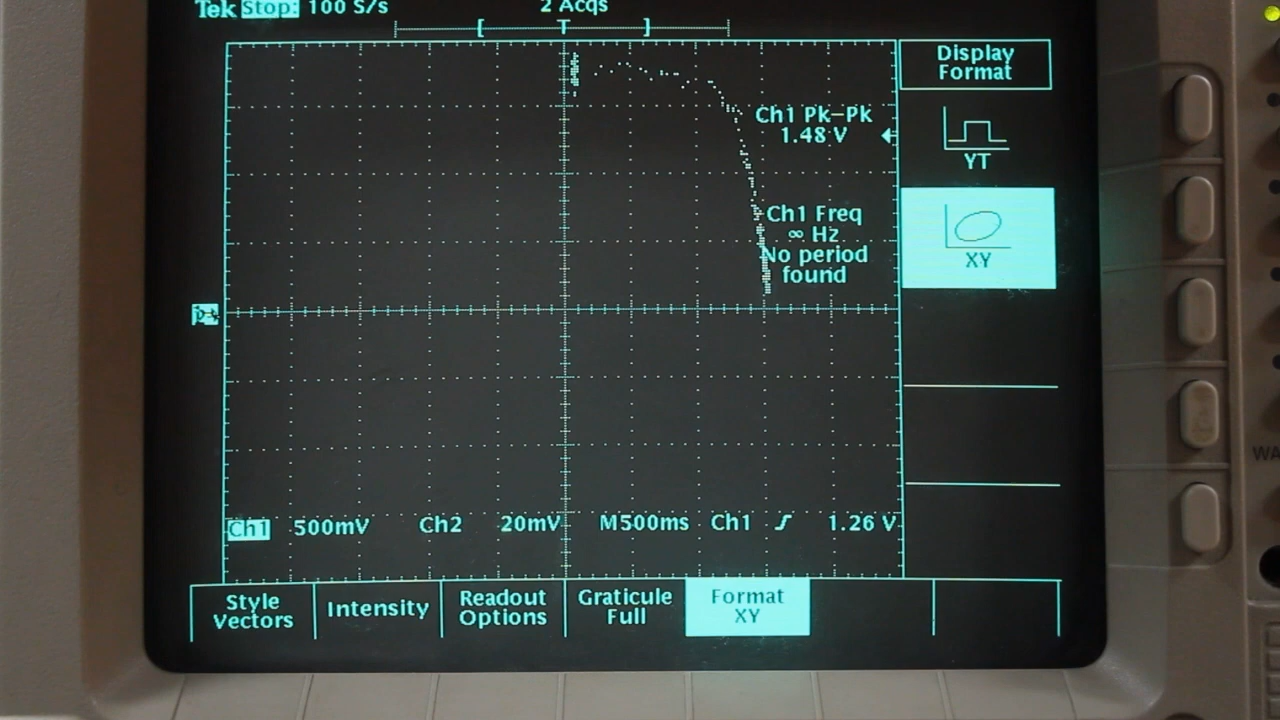 Tek Stop: 100 S/s
2 Acqs
T
Display
Format
Ch1 Pk-Pk
1.48 V
YT
Ch1 Freq
∞ Hz
No period
found
XY
Ch1 500mV Ch2 20mV M500ms Ch1 1.26 V
Style
Vectors
Intensity
Readout
Options
Graticule
Full
Format
XY
WA